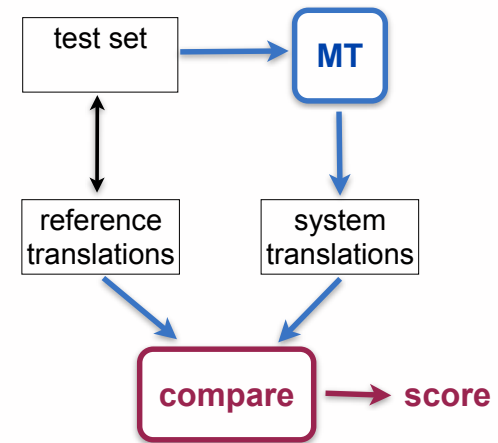 test set
MT
reference
translations
system
translations
compare
score